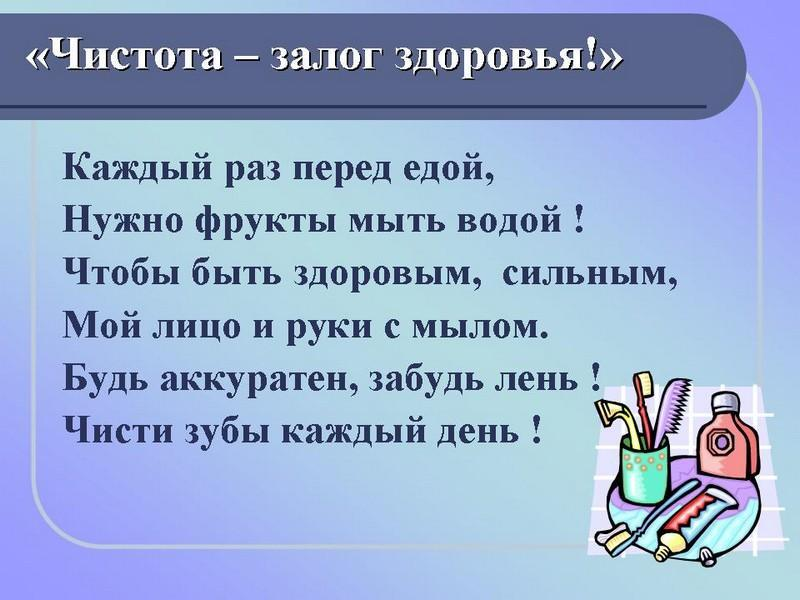 «Чистота – залог здоровья!»
Каждый раз перед едой,
Нужно фрукты мыть водой !
Чтобы быть здоровым, сильным,
Мой лицо и руки с мылом.
Будь аккуратен, забудь лень !
Чисти зубы каждый день !